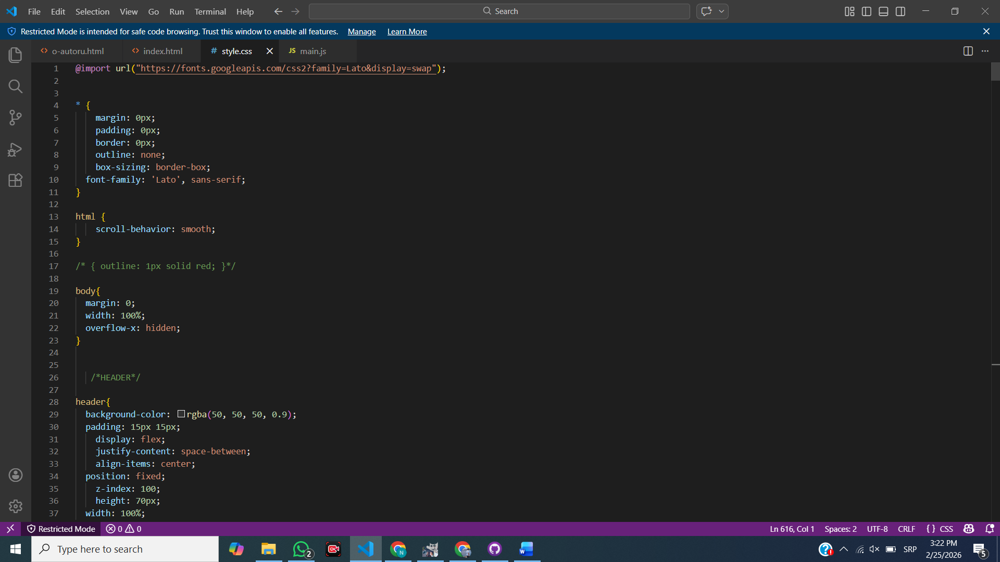 File Edit Selection View Go Run Terminal Help
Search
Restricted Mode is intended for safe code browsing. Trust this window to enable all features. Manage Learn More
<> o-autoru.html
<> index.html
# style.css
JS main.js
1 @import url("https://fonts.googleapis.com/css2?family=Lato&display=swap");
2
3
4 * {
5 margin: 0px;
6 padding: 0px;
7 border: 0px;
8 outline: none;
9 box-sizing: border-box;
10 font-family: 'Lato', sans-serif;
11 }
12
13 html {
14 scroll-behavior: smooth;
15 }
16
17 /* { outline: 1px solid red; }*/
18
19 body{
20 margin: 0;
21 width: 100%;
22 overflow-x: hidden;
23 }
24
25
26 /*HEADER*/
27
28 header{
29 background-color: rgba(50, 50, 50, 0.9);
30 padding: 15px 15px;
31 display: flex;
32 justify-content: space-between;
33 align-items: center;
34 position: fixed;
35 z-index: 100;
36 height: 70px;
37 width: 100%;
Restricted Mode 0 0
Ln 616, Col 1 Spaces: 2 UTF-8 CRLF { } CSS
Type here to search
2
N
W
SRP
3:22 PM
2/25/2026
5